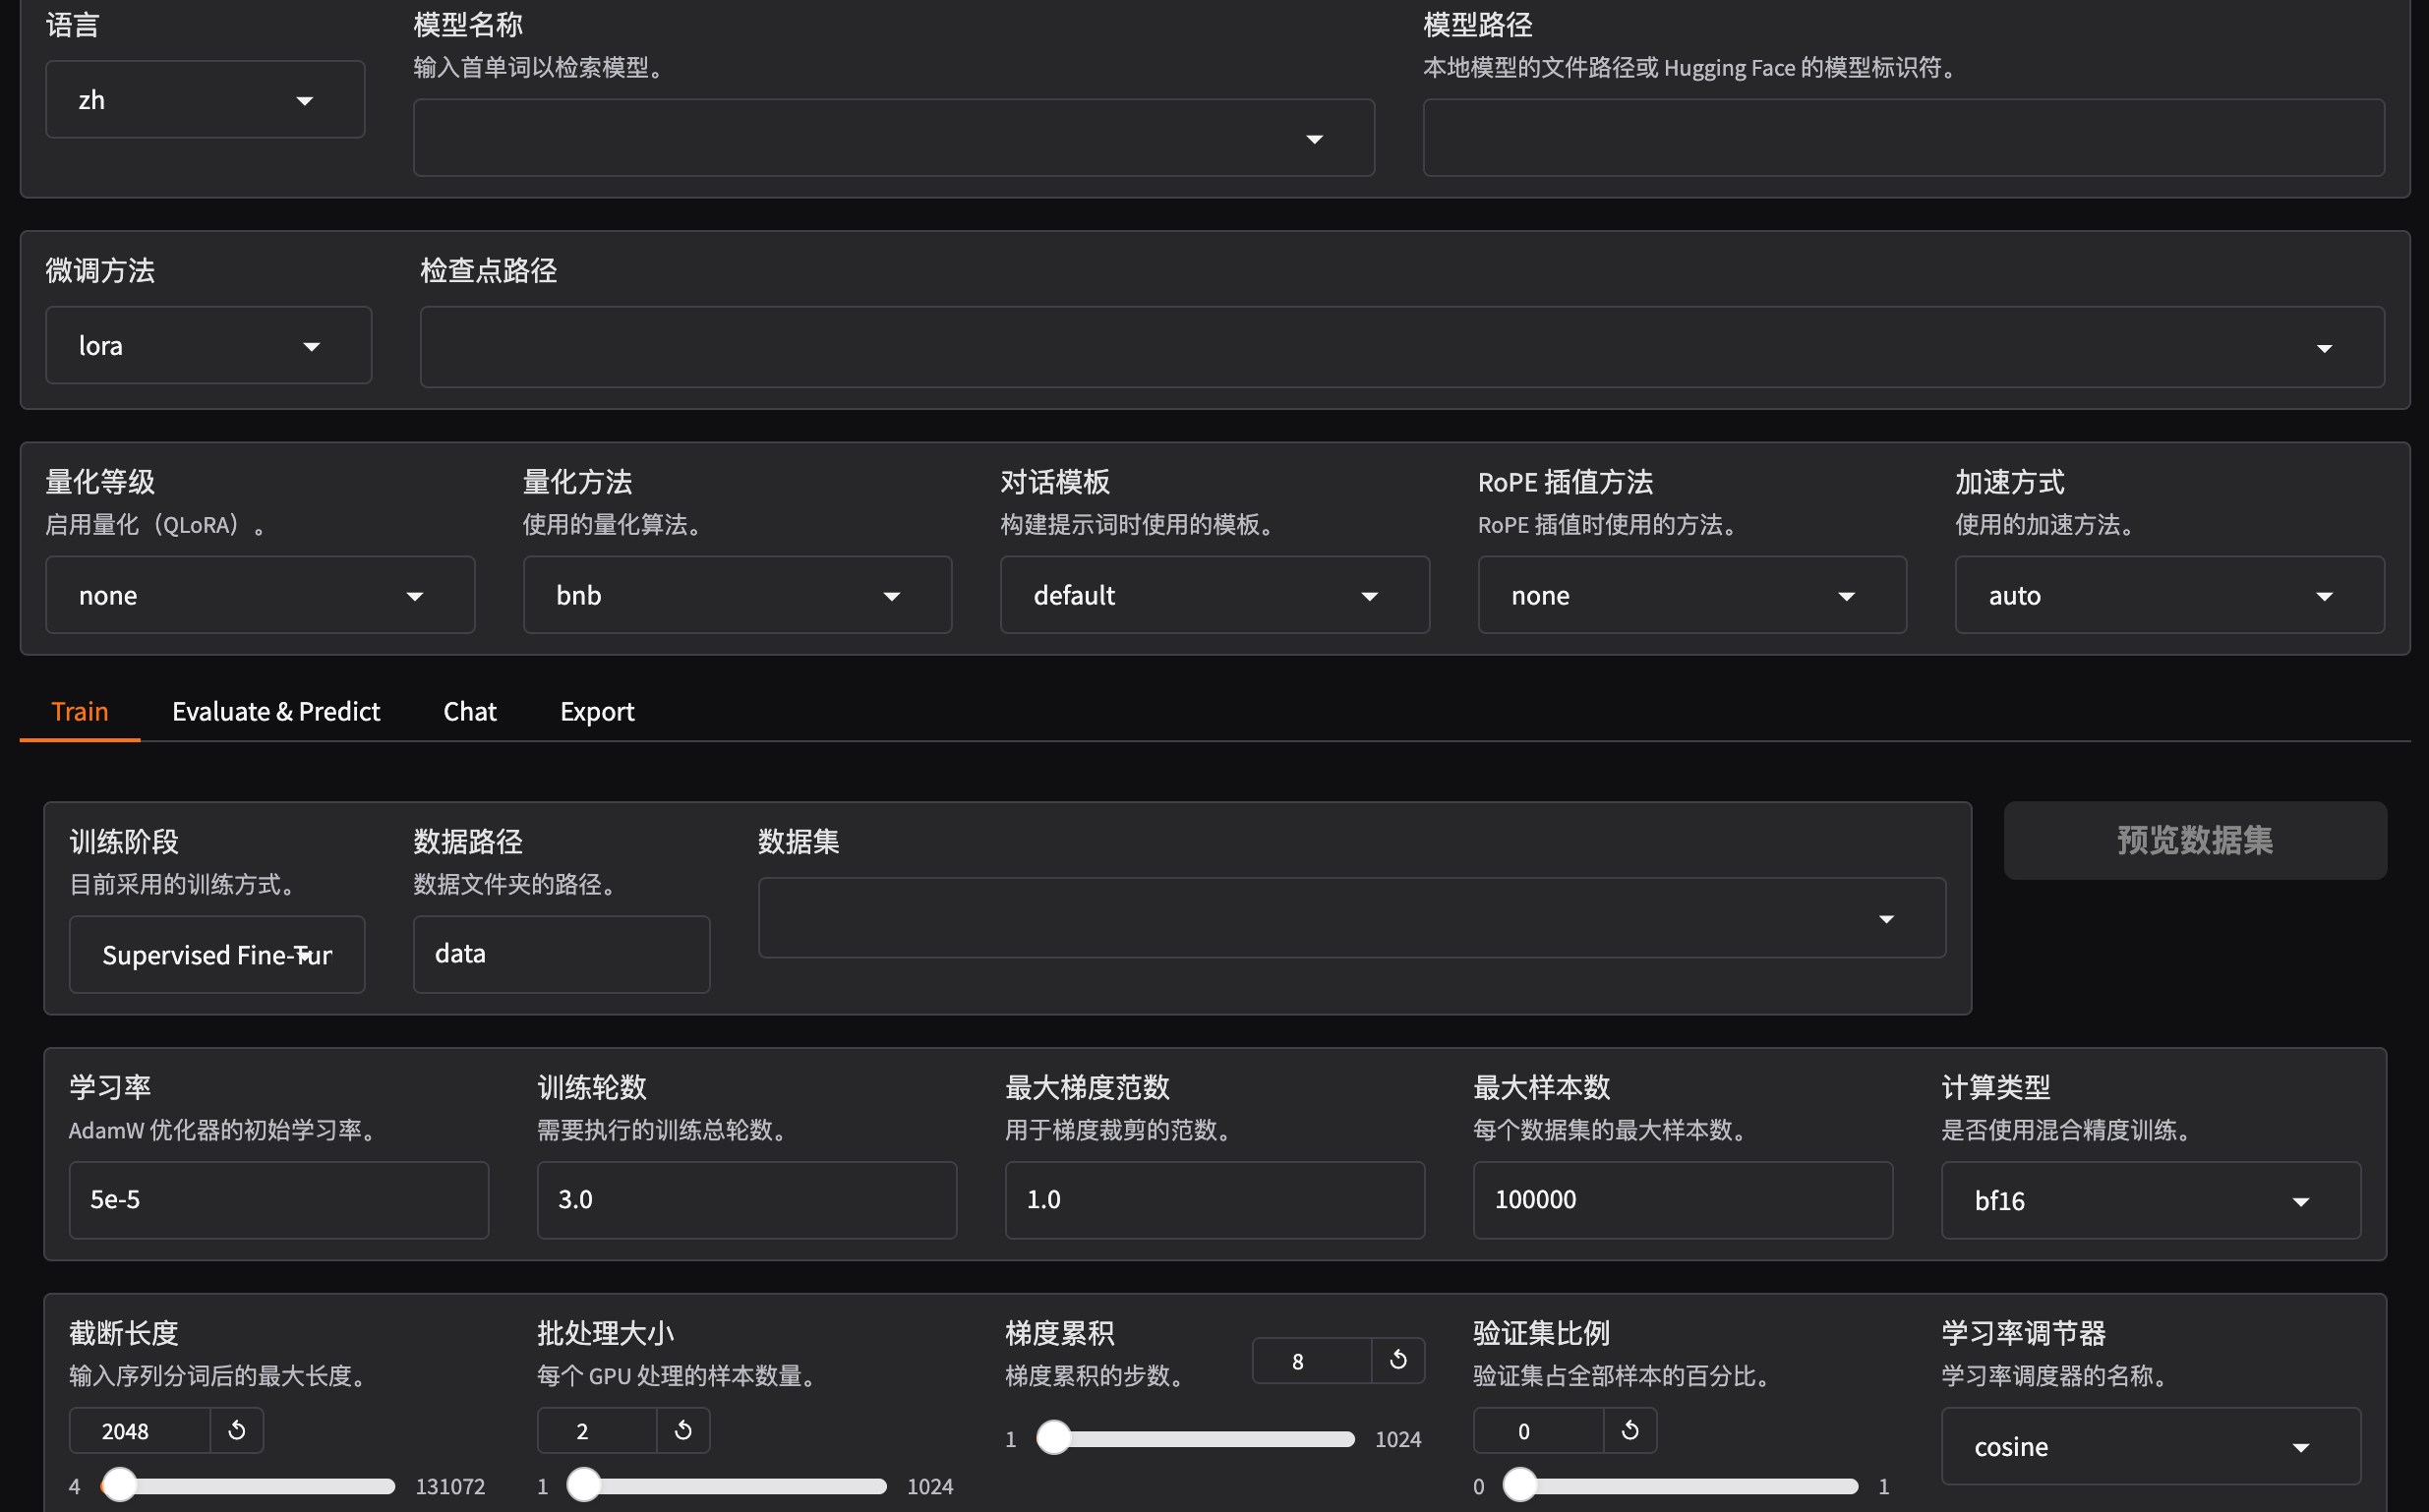 语言
zh
模型名称
输入首单词以检索模型。
模型路径
本地模型的文件路径或 Hugging Face 的模型标识符。
微调方法
lora
检查点路径
量化等级
启用量化（QLoRA）。
none
量化方法
使用的量化算法。
bnb
对话模板
构建提示词时使用的模板。
default
RoPE 插值方法
RoPE 插值时使用的方法。
none
加速方式
使用的加速方法。
auto
Train
Evaluate & Predict
Chat
Export
训练阶段
目前采用的训练方式。
Supervised Fine-Tur
数据路径
数据文件夹的路径。
data
数据集
预览数据集
学习率
AdamW 优化器的初始学习率。
5e-5
训练轮数
需要执行的训练总轮数。
3.0
最大梯度范数
用于梯度裁剪的范数。
1.0
最大样本数
每个数据集的最大样本数。
100000
计算类型
是否使用混合精度训练。
bf16
截断长度
输入序列分词后的最大长度。
2048
4
131072
批处理大小
每个 GPU 处理的样本数量。
2
1
1024
梯度累积
梯度累积的步数。
8
1
1024
验证集比例
验证集占全部样本的百分比。
0
0
1
学习率调节器
学习率调度器的名称。
cosine